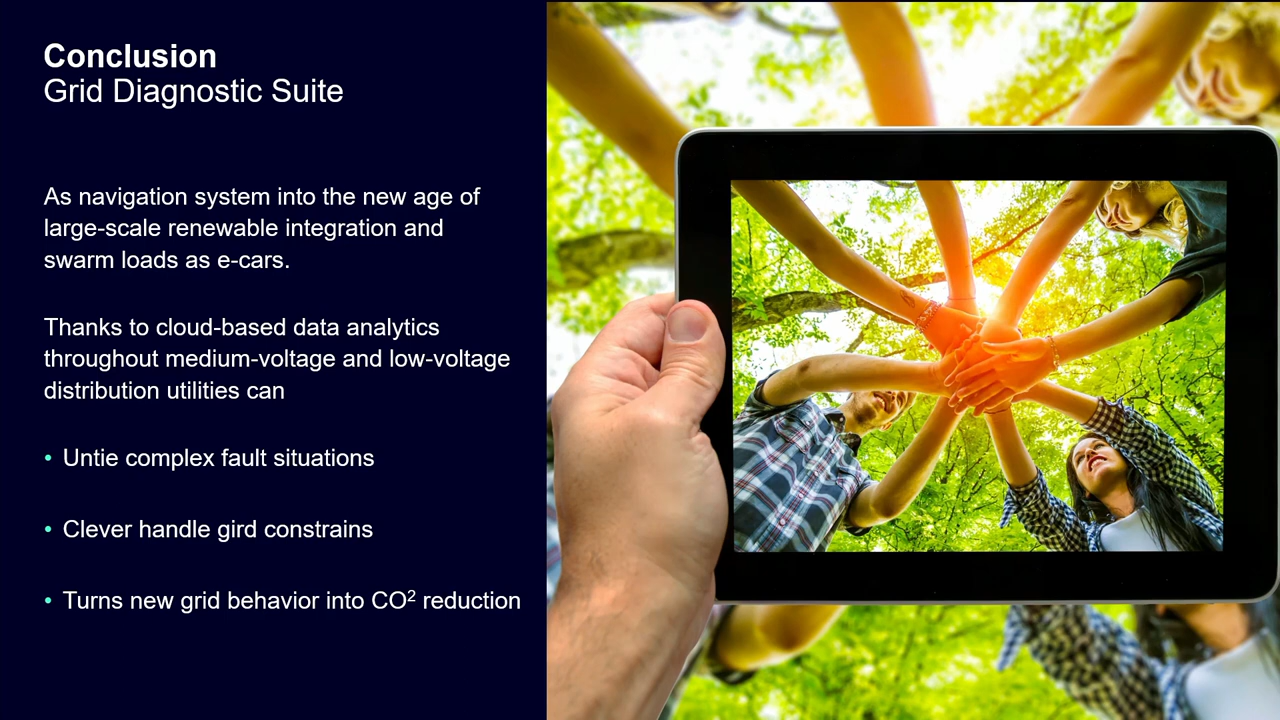 Conclusion
Grid Diagnostic Suite
As navigation system into the new age of
large-scale renewable integration and
swarm loads as e-cars.
Thanks to cloud-based data analytics
throughout medium-voltage and low-voltage
distribution utilities can
• Untie complex fault situations
• Clever handle gird constrains
• Turns new grid behavior into CO² reduction